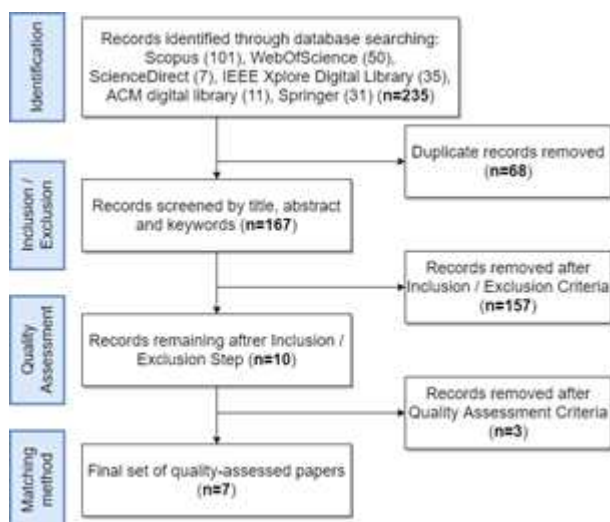 Identification
Records identified through database searching:
Scopus (101), WebOfScience (50),
ScienceDirect (7), IEEE Xplore Digital Library (35),
ACM digital library (11), Springer (31) (n=235)
Duplicate records removed
(n=68)
Inclusion /
Exclusion
Records screened by title, abstract
and keywords (n=167)
Records removed after
Inclusion / Exclusion Criteria
(n=157)
Quality
Assessment
Records remaining aftrer Inclusion /
Exclusion Step (n=10)
Records removed after
Quality Assessment Criteria
(n=3)
Matching
method
Final set of quality-assessed papers
(n=7)